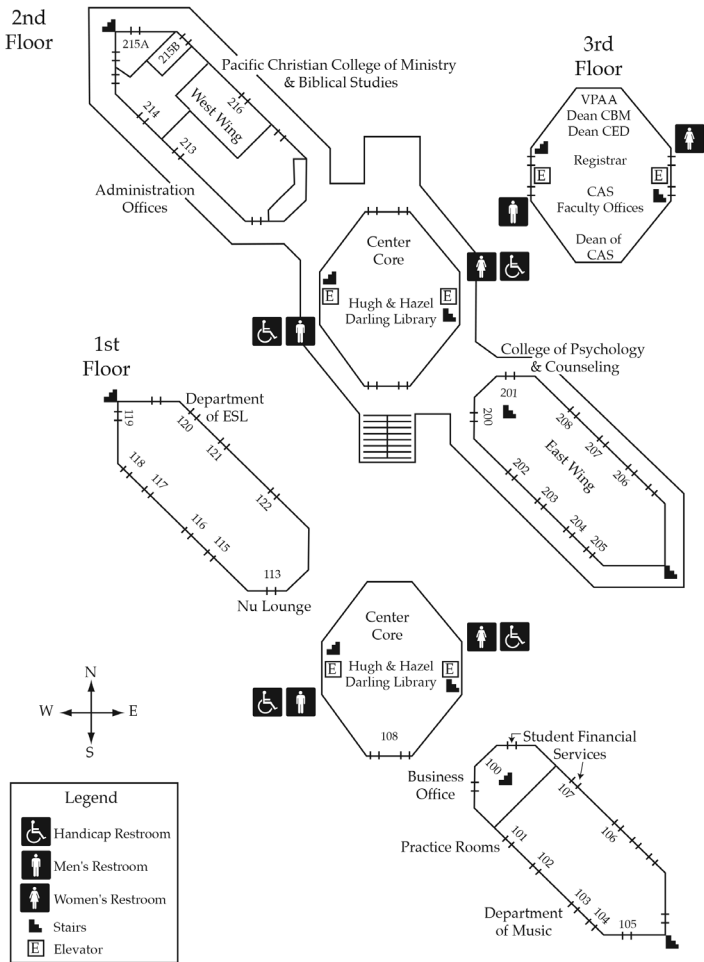 2nd
Floor
215A
215B
Pacific Christian College of Ministry
& Biblical Studies
West Wing
216
214
213
Administration
Offices
3rd
Floor
VPAA
Dean CBM
Dean CED
Registrar
E
E
CAS
Faculty Offices
Dean of
CAS
Center
Core
E
E
Hugh & Hazel
Darling Library
College of Psychology
& Counseling
201
200
208
207
206
East Wing
202
203
204
205
1st
Floor
Department
of ESL
119
120
121
122
118
117
116
115
113
Nu Lounge
Center
Core
E
E
Hugh & Hazel
Darling Library
108
N
W
E
S
Student Financial
Services
100
107
106
Business
Office
Practice Rooms
101
102
103
104
105
Department
of Music
Legend
Handicap Restroom
Men's Restroom
Women's Restroom
Stairs
E Elevator